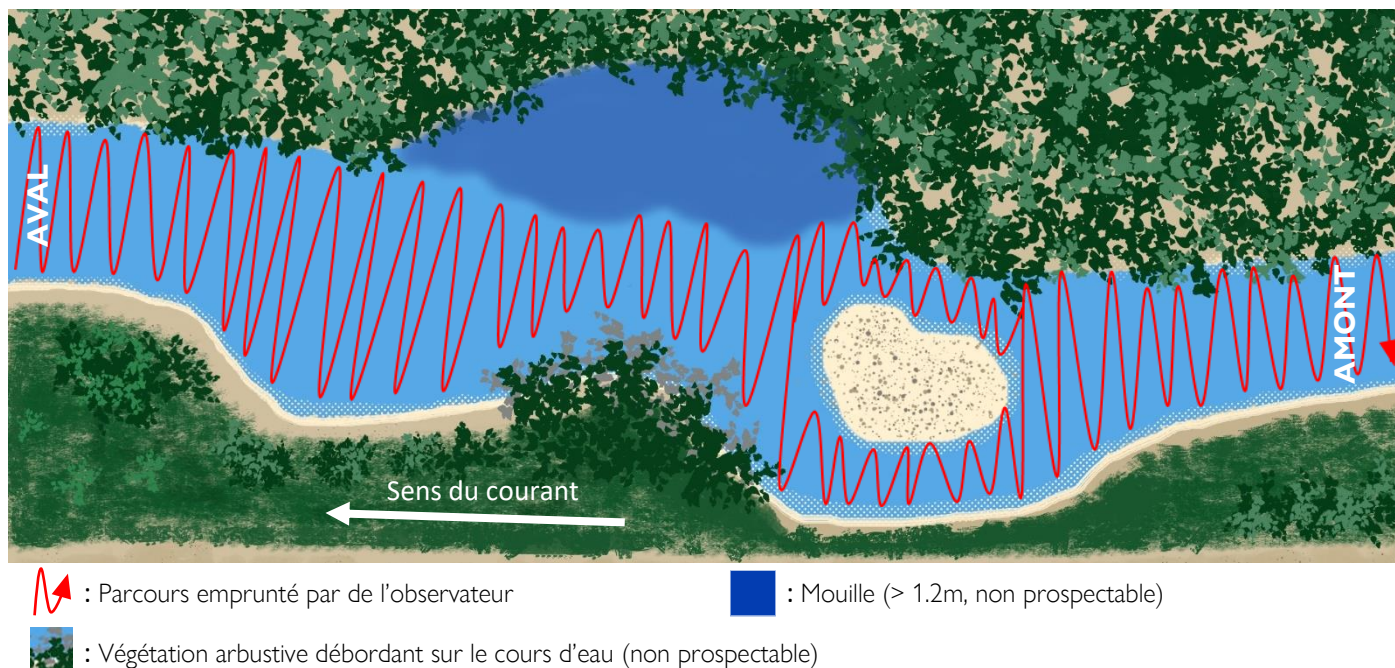 AVAL
AMONT
Sens du courant
: Parcours emprunté par de l’observateur
: Mouille (> 1.2m, non prospectable)
: Végétation arbustive débordant sur le cours d’eau (non prospectable)